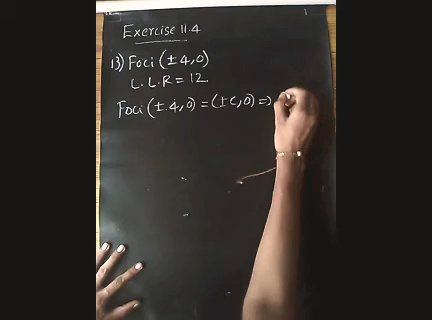 Exercise 11.4
13) Foci (±4,0)
L. L. R = 12
Foci (±4,0) = (±c,0) =>